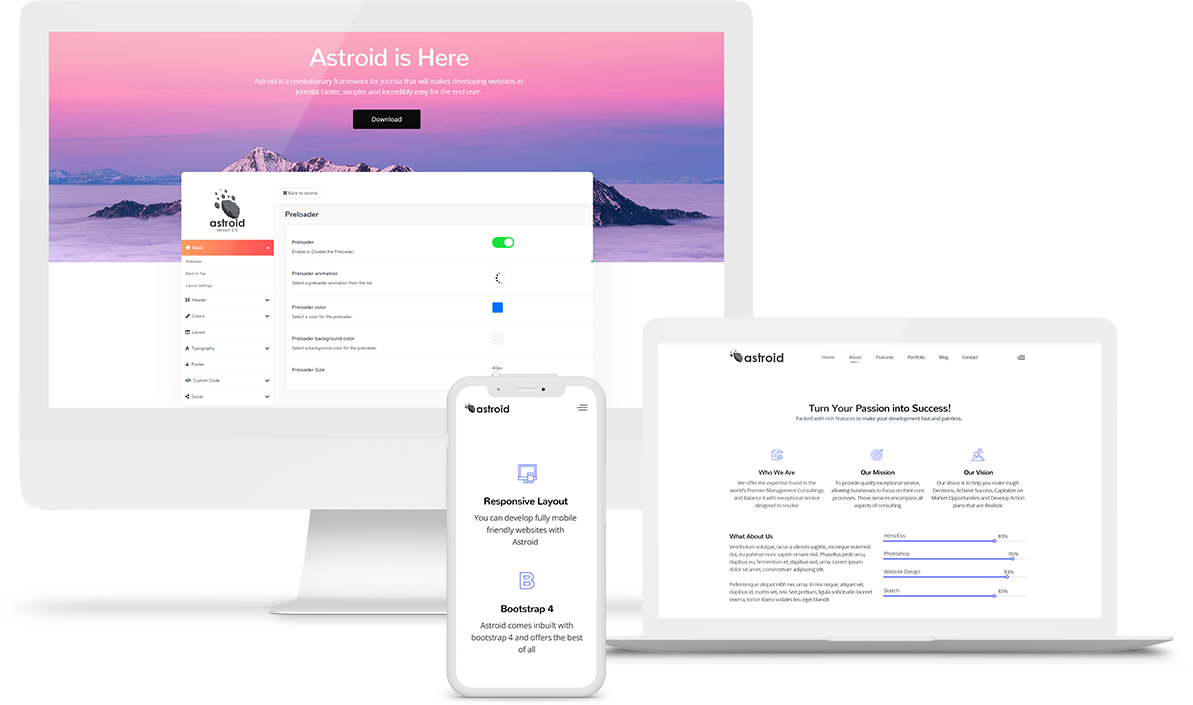 Astroid is Here
Astroid is a revolutionary framework for Joomla that will makes developing websites in
Joomla! Faster, simpler and incredibly easy for the end user.
Download
astroid
version 2.0
Basic
Preloader
Back to Top
Layout Settings
Header
Colors
Layout
Typography
Footer
Custom Code
Social
Back to Joomla
Preloader
Preloader
Enable or Disable the Preloader.
Preloader animation
Select a preloader animation from the list.
Preloader color
Select a color for the preloader.
Preloader background color
Select a background color for the preloader.
Preloader Size
40px
astroid
Responsive Layout
You can develop fully mobile
friendly websites with
Astroid
Bootstrap 4
Astroid comes inbuilt with
bootstrap 4 and offers the best
of all
astroid
Home About Features Portfolio Blog Contact
Turn Your Passion into Success!
Packed with rich features to make your development fast and painless.
Who We Are
We offer the expertise found in the
world's Premier Management Consultings
and Balance it with exceptional service
designed to resolve
Our Mission
To provide quality exceptional service,
allowing businesses to focus on their core
processes. Those services encompass all
aspects of consulting
Our Vision
Our Vision is to help you make tough
Decisions, Achieve Success, Capitalize on
Market Opportunities and Develop Action
plans that are Realistic
What About Us
Vestibulum volutpat, lacus a ultrices sagittis, mi neque euismod
dui, eu pulvinar nunc sapien ornare nisl. Phasellus pede arcu,
dapibus eu, fermentum et, dapibus sed, urna. Lorem ipsum
dolor sit amet, consectetuer adipiscing elit.
Pellentesque aliquet nibh nec urna. In nisi neque, aliquet vel,
dapibus id, mattis vel, nisi. Sed pretium, ligula sollicitudin laoreet
viverra, tortor libero sodales leo, eget blandit
Html/Css 85%
Photoshop 95%
Website Design 93%
Sketch 85%